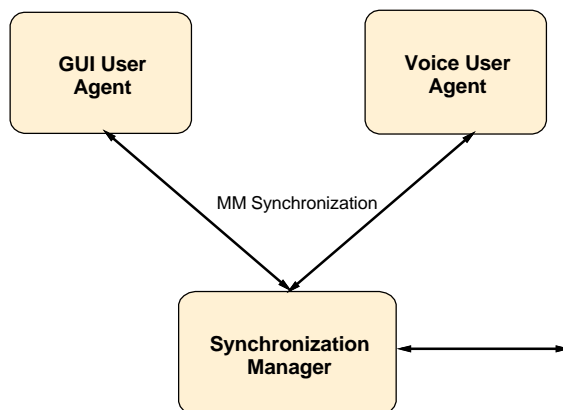 GUI User
Agent
Voice User
Agent
MM Synchronization
Synchronization
Manager